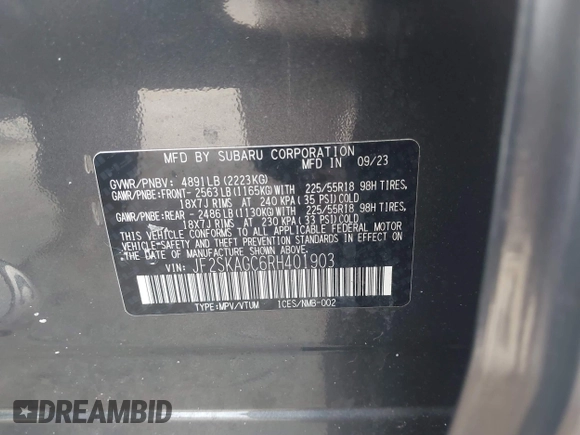 MFD BY SUBARU CORPORATION
MFD IN 09/23
GVWR/PNBV: 4891LB(2223KG)
GAWR/PNBE:FRONT-2563LB(1165KG)WITH 225/55R18 98H TIRES,
18X7J RIMS AT 240 KPA(35 PSI)COLD
GAWR/PNBE:REAR -2486LB(1130KG)WITH 225/55R18 98H TIRES,
18X7J RIMS AT 230 KPA(33 PSI)COLD
THIS VEHICLE CONFORMS TO ALL APPLICABLE FEDERAL MOTOR
VEHICLE-SAFETY AND THEFT PREVENTION STANDARDS IN EFFECT
ON THE DATE OF MANUFACTURE SHOWN ABOVE.
VIN: JF2SKAGC6RH401903
TYPE:MPV/VTUM ICES/NMB-002
DREAMBID